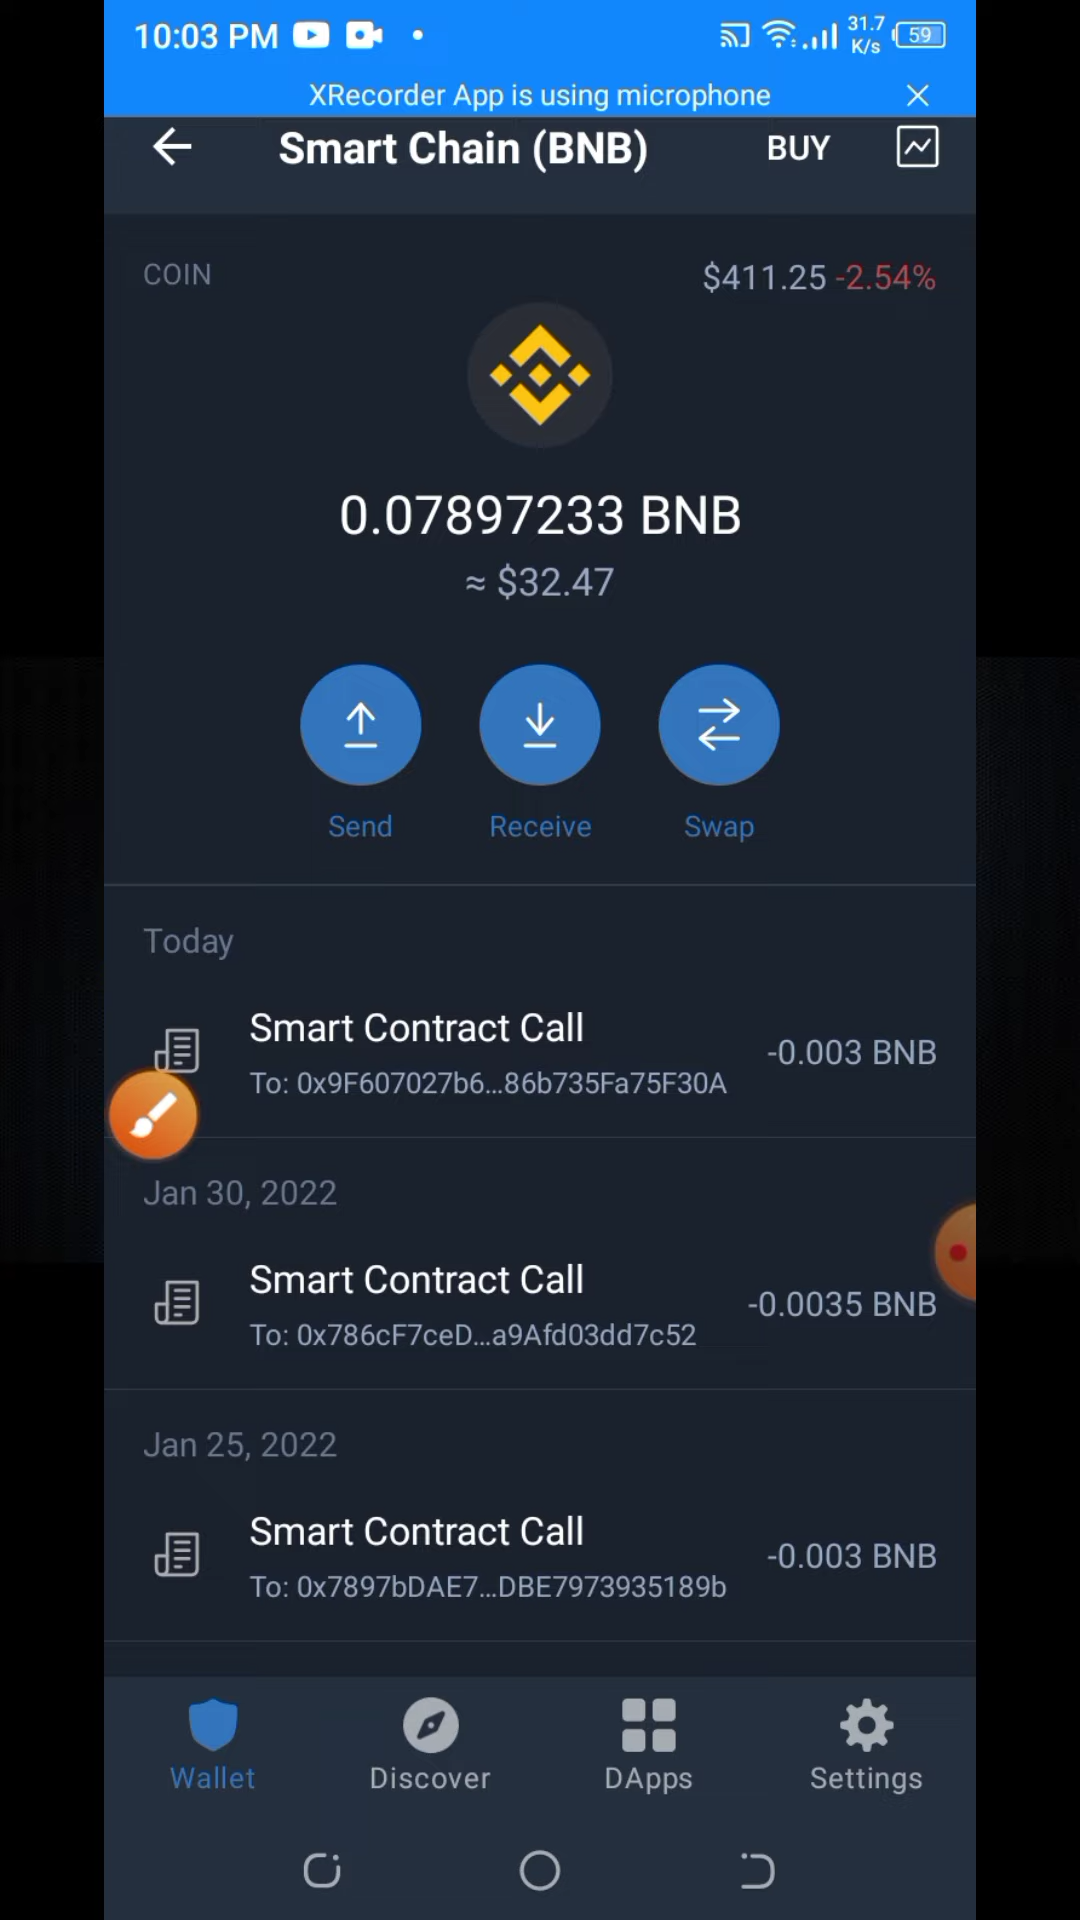 10:03 PM
31.7
K/s
59
XRecorder App is using microphone
Smart Chain (BNB)
BUY
COIN
$411.25 -2.54%
0.07897233 BNB
≈ $32.47
Send
Receive
Swap
Today
Smart Contract Call
-0.003 BNB
To: 0x9F607027b6...86b735Fa75F30A
Jan 30, 2022
Smart Contract Call
-0.0035 BNB
To: 0x786cF7ceD...a9Afd03dd7c52
Jan 25, 2022
Smart Contract Call
-0.003 BNB
To: 0x7897bDAE7...DBE7973935189b
Wallet
Discover
DApps
Settings